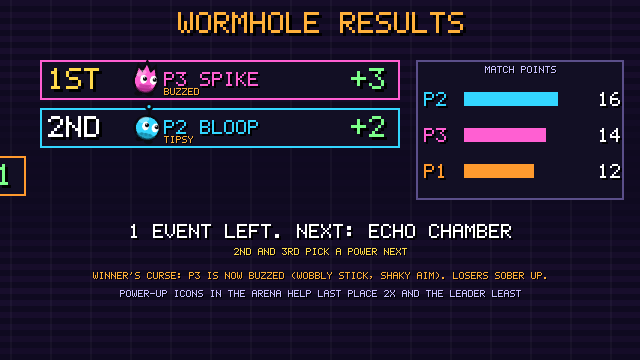 WORMHOLE RESULTS
1ST P3 SPIKE +3
BUZZED
2ND P2 BLOOP +2
TIPSY
1
MATCH POINTS
P2 16
P3 14
P1 12
1 EVENT LEFT. NEXT: ECHO CHAMBER
2ND AND 3RD PICK A POWER NEXT
WINNER'S CURSE: P3 IS NOW BUZZED (WOBBLY STICK, SHAKY AIM). LOSERS SOBER UP.
POWER-UP ICONS IN THE ARENA HELP LAST PLACE 2X AND THE LEADER LEAST